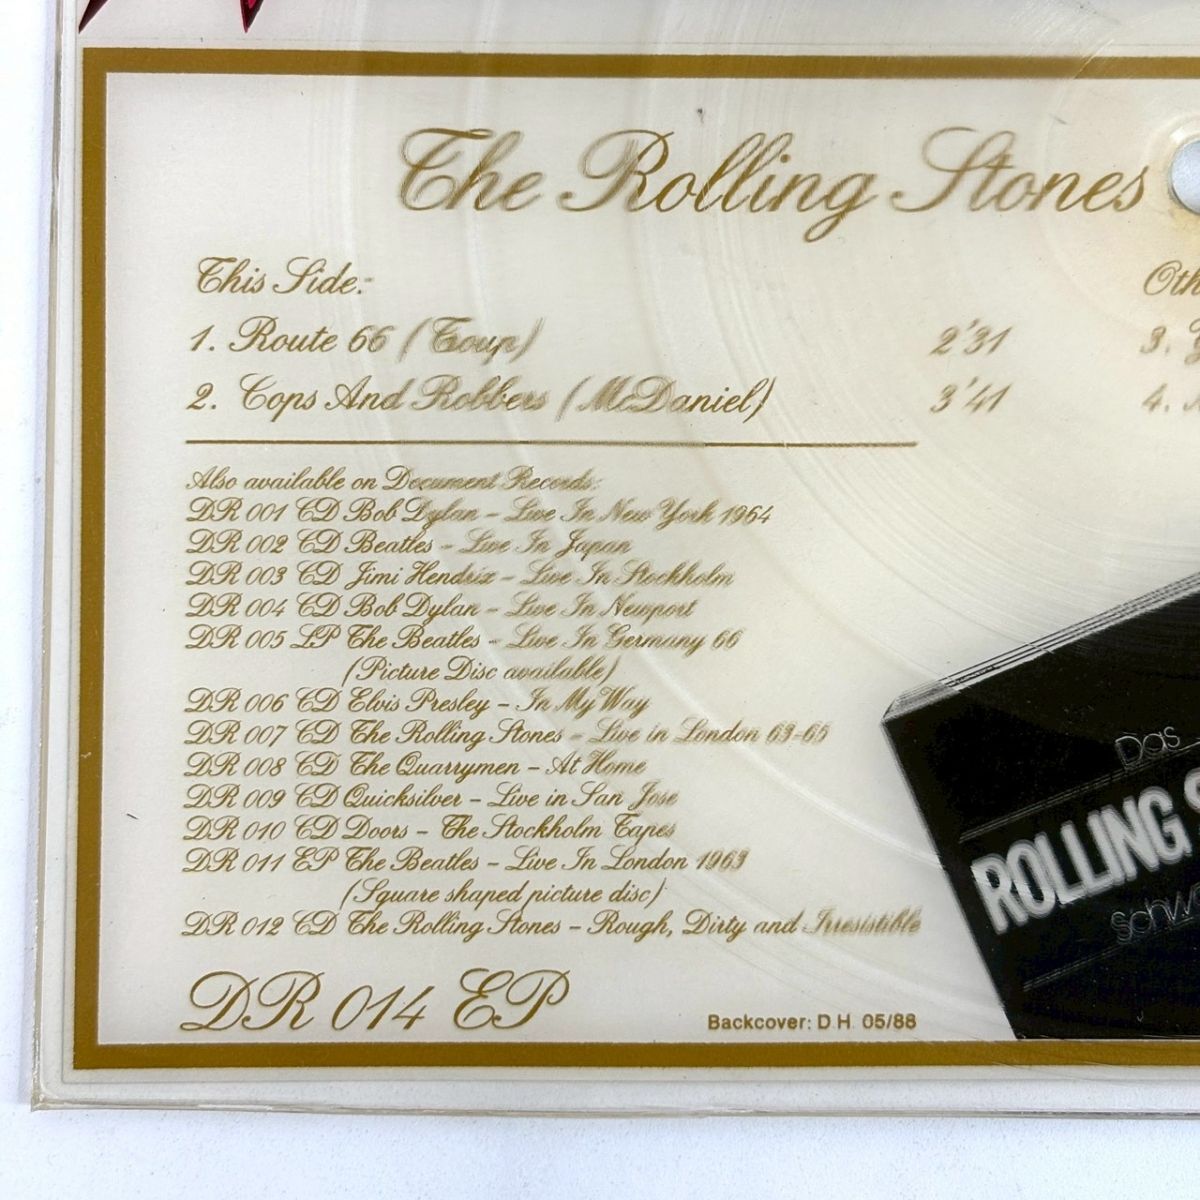 The Rolling Stones
This Side:
1. Route 66 (Toup) 2'31
2. Cops And Robbers (McDaniel) 3'41
Oth
3.
4.
Also available on Document Records:
DR 001 CD Bob Dylan - Live In New York 1964
DR 002 CD Beatles - Live In Japan
DR 003 CD Jimi Hendrix - Live In Stockholm
DR 004 CD Bob Dylan - Live In Newport
DR 005 LP The Beatles - Live In Germany 66
(Picture Disc available)
DR 006 CD Elvis Presley - In My Way
DR 007 CD The Rolling Stones - Live in London 63-65
DR 008 CD The Quarrymen - At Home
DR 009 CD Quicksilver - Live in San Jose
DR 010 CD Doors - The Stockholm Tapes
DR 011 EP The Beatles - Live In London 1963
(Square shaped picture disc)
DR 012 CD The Rolling Stones - Rough, Dirty and Irresistible
DR 014 EP
Backcover: D.H. 05/88
Das
ROLLING S
Schwa